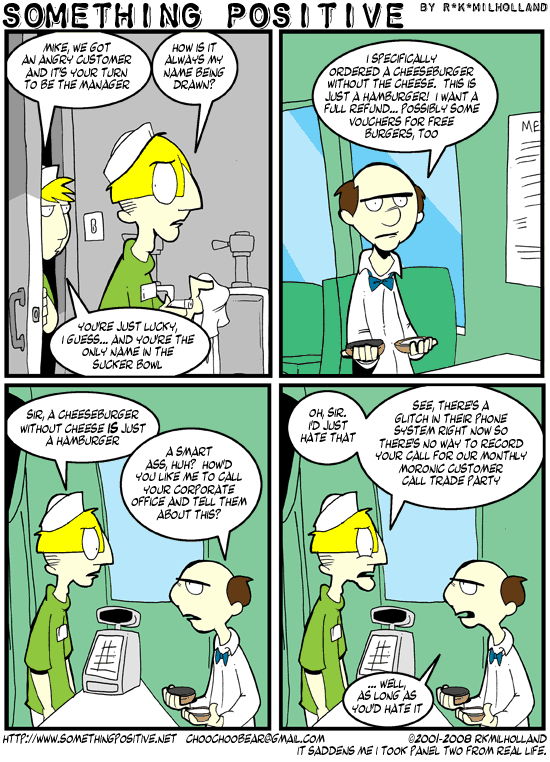 SOMETHING POSITIVE
BY R*K*MILHOLLAND
MIKE, WE GOT
AN ANGRY CUSTOMER
AND IT'S YOUR TURN
TO BE THE MANAGER
HOW IS IT
ALWAYS MY
NAME BEING
DRAWN?
YOU'RE JUST LUCKY,
I GUESS... AND YOU'RE THE
ONLY NAME IN THE
SUCKER BOWL
I SPECIFICALLY
ORDERED A CHEESEBURGER
WITHOUT THE CHEESE. THIS IS
JUST A HAMBURGER! I WANT A
FULL REFUND... POSSIBLY SOME
VOUCHERS FOR FREE
BURGERS, TOO
ME
SIR, A CHEESEBURGER
WITHOUT CHEESE IS JUST
A HAMBURGER
A SMART
ASS, HUH? HOW'D
YOU LIKE ME TO CALL
YOUR CORPORATE
OFFICE AND TELL THEM
ABOUT THIS?
OH, SIR.
I'D JUST
HATE THAT
SEE, THERE'S A
GLITCH IN THEIR PHONE
SYSTEM RIGHT NOW SO
THERE'S NO WAY TO RECORD
YOUR CALL FOR OUR MONTHLY
MORONIC CUSTOMER
CALL TRADE PARTY
... WELL,
AS LONG AS
YOU'D HATE IT
HTTP://WWW.SOMETHINGPOSITIVE.NET CHOOCHOOBEAR@GMAIL.COM
©2001-2008 RKMILHOLLAND
IT SADDENS ME I TOOK PANEL TWO FROM REAL LIFE.